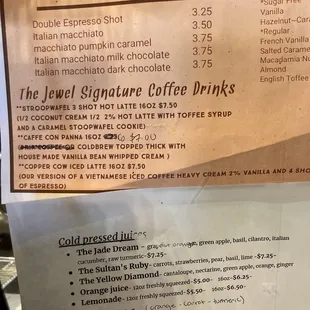 Double Espresso Shot 3.25
Italian macchiato 3.50
macchiato pumpkin caramel 3.75
Italian macchiato milk chocolate 3.75
Italian macchiato dark chocolate 3.75
*Sugar Free
Vanilla
Hazelnut
*Regular
French Vanilla
Salted Caramel
Macadamia
Almond
English Toffee
The Jewel Signature Coffee Drinks
**STROOPWAFEL 3 SHOT HOT LATTE 16OZ $7.50
(1/2 COCONUT CREAM 1/2 2% HOT LATTE WITH TOFFEE SYRUP
AND A CARAMEL STOOPWAFEL COOKIE)
**CAFFE CON PANNA 16OZ $7.00
OR COLDBREW TOPPED THICK WITH
HOUSE MADE VANILLA BEAN WHIPPED CREAM )
**COPPER COW ICED LATTE 16OZ $7.50
(OUR VERSION OF A VIETNAMESE ICED COFFEE HEAVY CREAM 2% VANILLA AND 4 SHO
OF ESPRESSO)
Cold pressed juices
• The Jade Dream – orange, green apple, basil, cilantro, italian
cucumber, raw turmeric-$7.25-
• The Sultan's Ruby- carrots, strawberries, pear, basil, lime -$7.25-
• The Yellow Diamond- cantaloupe, nectarine, green apple, orange, ginger
• Orange juice- 12oz freshly squeezed-$5.00- 16oz-$6.25-
• Lemonade- 12oz freshly squeezed-$5.50- 16oz-$6.50-
(orange - carrot - turmeric)